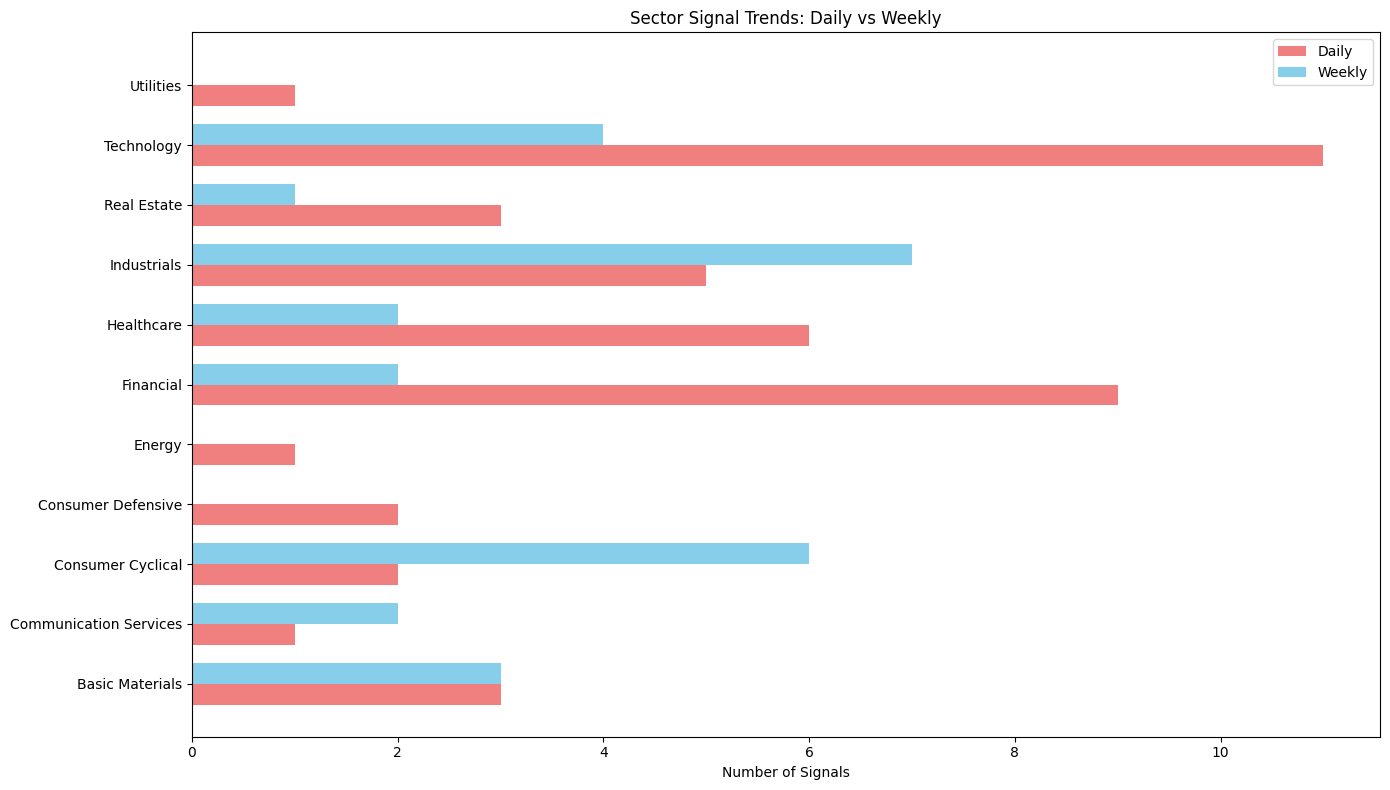 Sector Signal Trends: Daily vs Weekly
Daily
Weekly
Utilities
Technology
Real Estate
Industrials
Healthcare
Financial
Energy
Consumer Defensive
Consumer Cyclical
Communication Services
Basic Materials
0 2 4 6 8 10
Number of Signals